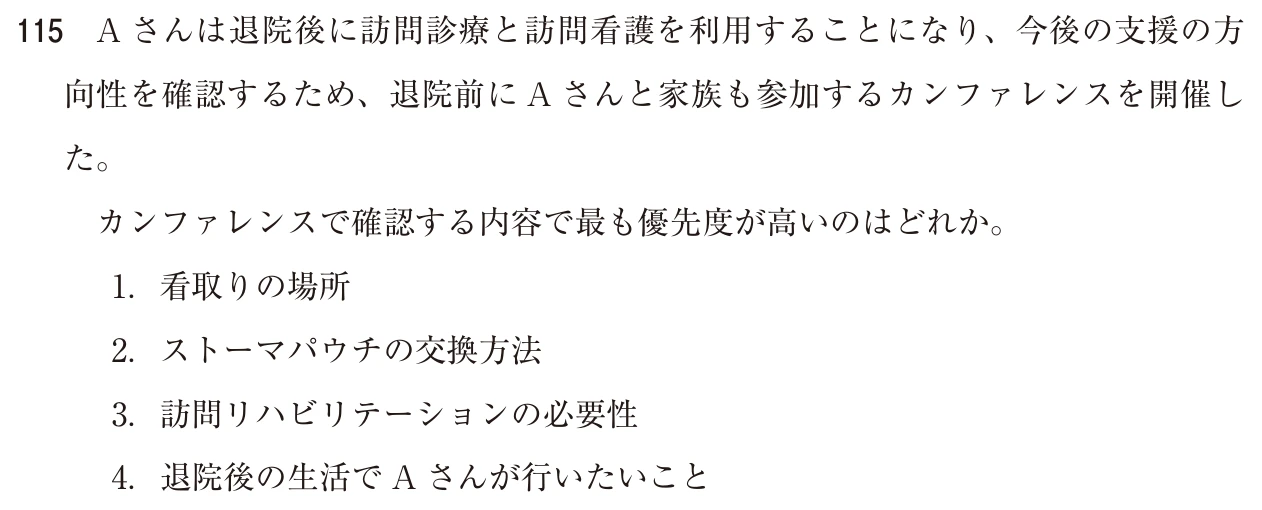 115 Aさんは退院後に訪問診療と訪問看護を利用することになり、今後の支援の方
向性を確認するため、退院前にAさんと家族も参加するカンファレンスを開催し
た。
カンファレンスで確認する内容で最も優先度が高いのはどれか。
1. 看取りの場所
2. ストーマパウチの交換方法
3. 訪問リハビリテーションの必要性
4. 退院後の生活でAさんが行いたいこと